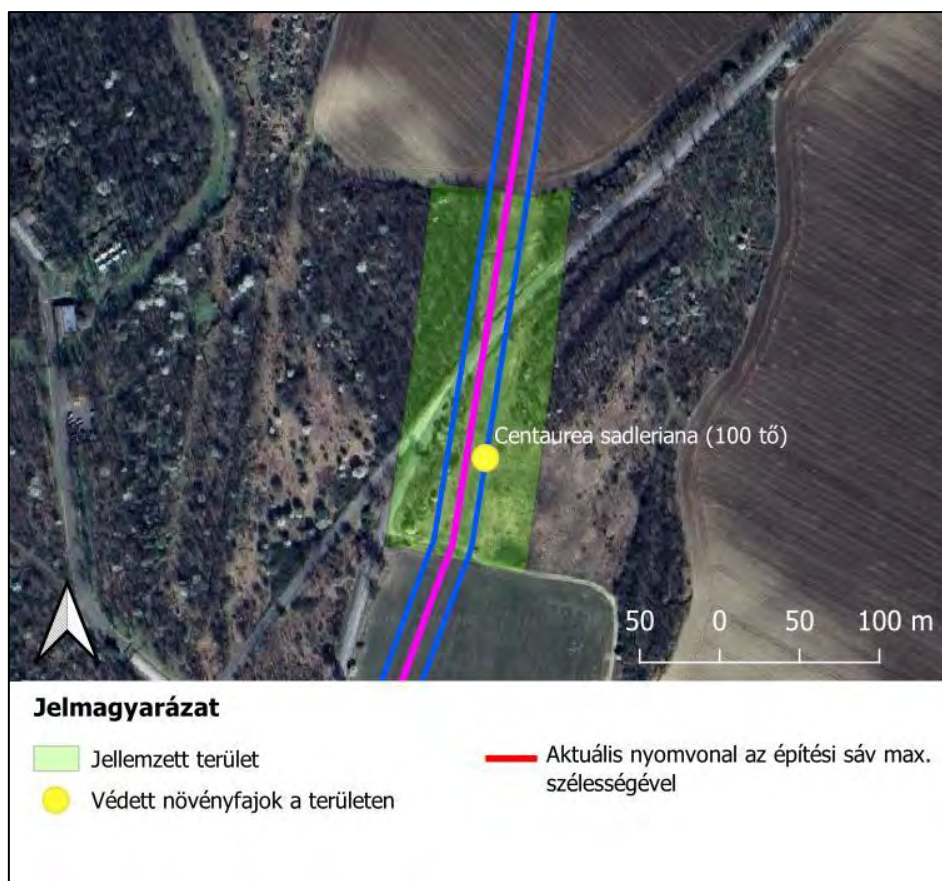 Centaurea sadleriana (100 tő)
50 0 50 100 m
Jelmagyarázat
Jellemzett terület
Védett növényfajok a területen
Aktuális nyomvonal az építési sáv max.
szélességével